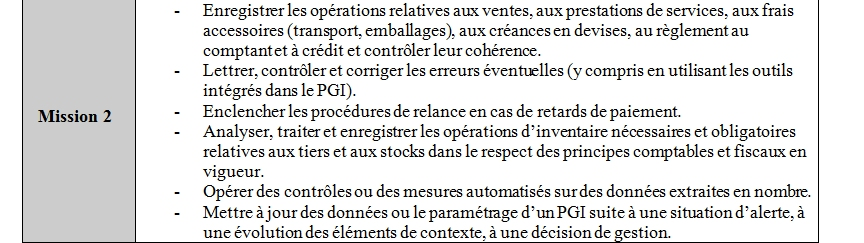 Mission 2
- Enregistrer les opérations relatives aux ventes, aux prestations de services, aux frais
accessoires (transport, emballages), aux créances en devises, au règlement au
comptant et à crédit et contrôler leur cohérence.
- Lettrer, contrôler et corriger les erreurs éventuelles (y compris en utilisant les outils
intégrés dans le PGI).
- Enclencher les procédures de relance en cas de retards de paiement.
- Analyser, traiter et enregistrer les opérations d’inventaire nécessaires et obligatoires
relatives aux tiers et aux stocks dans le respect des principes comptables et fiscaux en
vigueur.
- Opérer des contrôles ou des mesures automatisés sur des données extraites en nombre.
- Mettre à jour des données ou le paramétrage d’un PGI suite à une situation d’alerte, à
une évolution des éléments de contexte, à une décision de gestion.